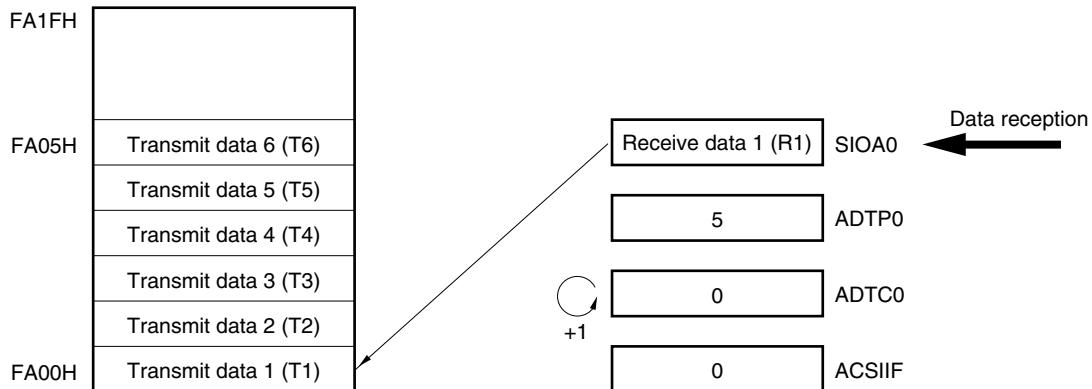 FA1FH
FA05H
Transmit data 6 (T6)
Transmit data 5 (T5)
Transmit data 4 (T4)
Transmit data 3 (T3)
Transmit data 2 (T2)
FA00H
Transmit data 1 (T1)
Receive data 1 (R1)
SIOA0
Data reception
5
ADTP0
0
ADTC0
+1
0
ACSIIF